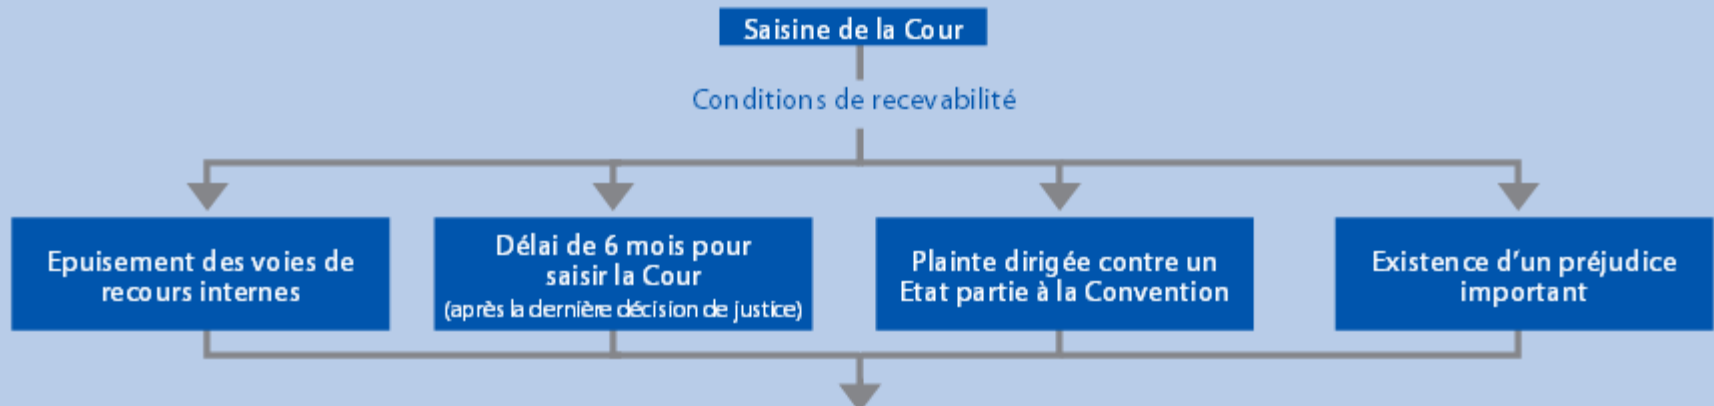 Saisine de la Cour
Conditions de recevabilité
Epuisement des voies de
recours internes
Délai de 6 mois pour
saisir la Cour
(après la dernière décision de justice)
Plainte dirigée contre un
Etat partie à la Convention
Existence d'un préjudice
important